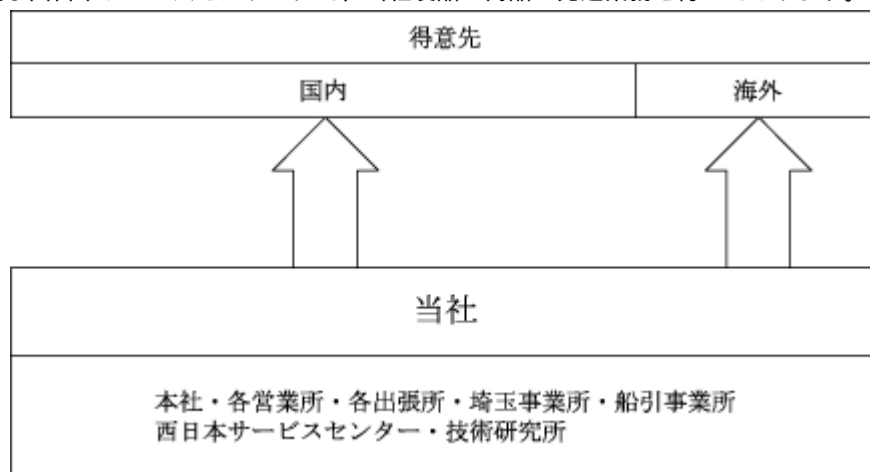 得意先
国内
海外
当社
本社・各営業所・各出張所・埼玉事業所・船引事業所
西日本サービスセンター・技術研究所